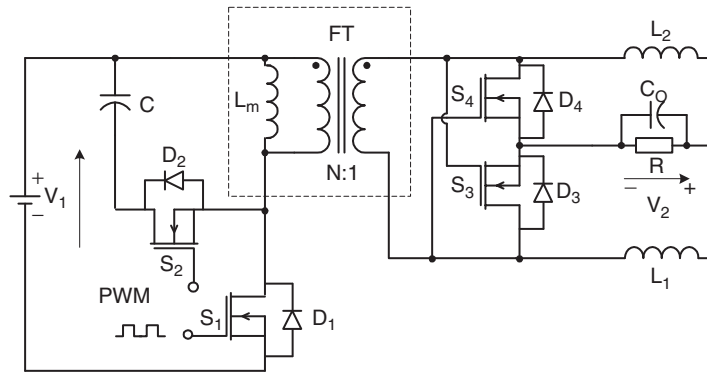 FT
L2
C
Lm
S4
D4
CO
D2
N:1
R
+
V1
−
S3
D3
− +
V2
S2
L1
PWM
S1
D1